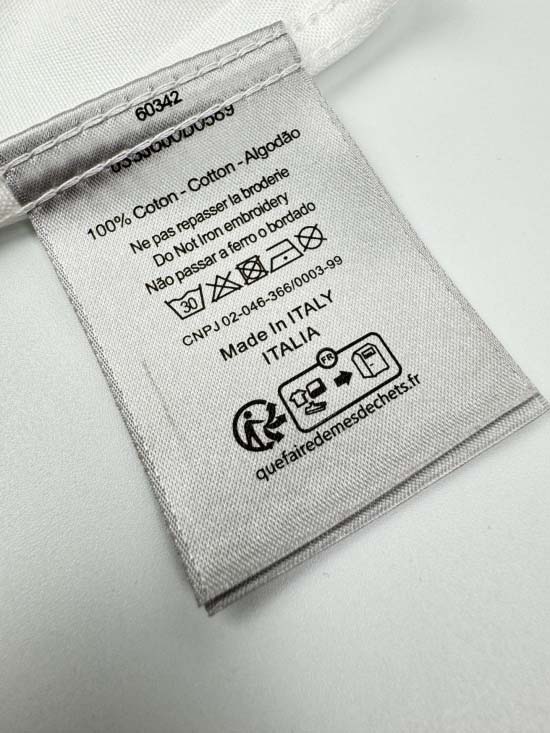 60342
100% Coton - Cotton - Algodão
Ne pas repasser la broderie
Do Not Iron embroidery
Não passar a ferro o bordado
30
CNPJ 02-046-366/0003-99
Made In ITALY
ITALIA
FR
quefairedemesdechets.fr